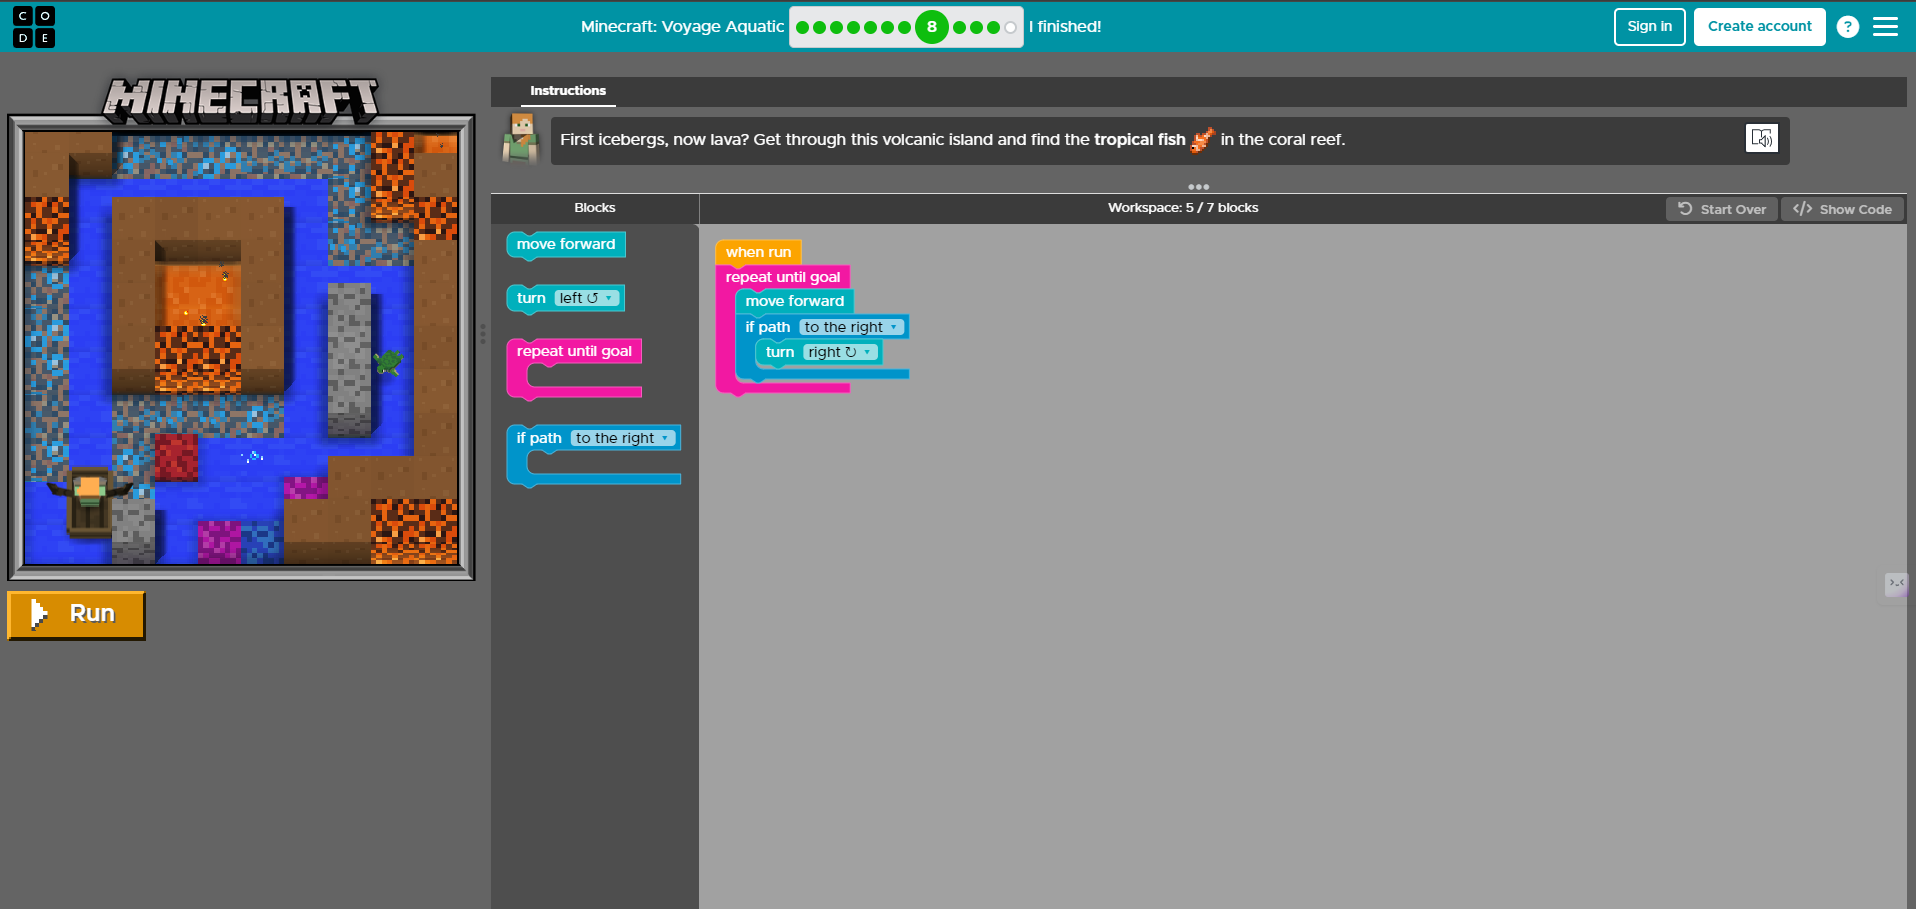 CO
DE
Minecraft: Voyage Aquatic
8
I finished!
Sign in
Create account
?
MINECRAFT
Instructions
First icebergs, now lava? Get through this volcanic island and find the tropical fish in the coral reef.
Blocks
Workspace: 5 / 7 blocks
Start Over
</> Show Code
move forward
turn left ↺
repeat until goal
if path to the right
when run
repeat until goal
move forward
if path to the right
turn right ↻
Run